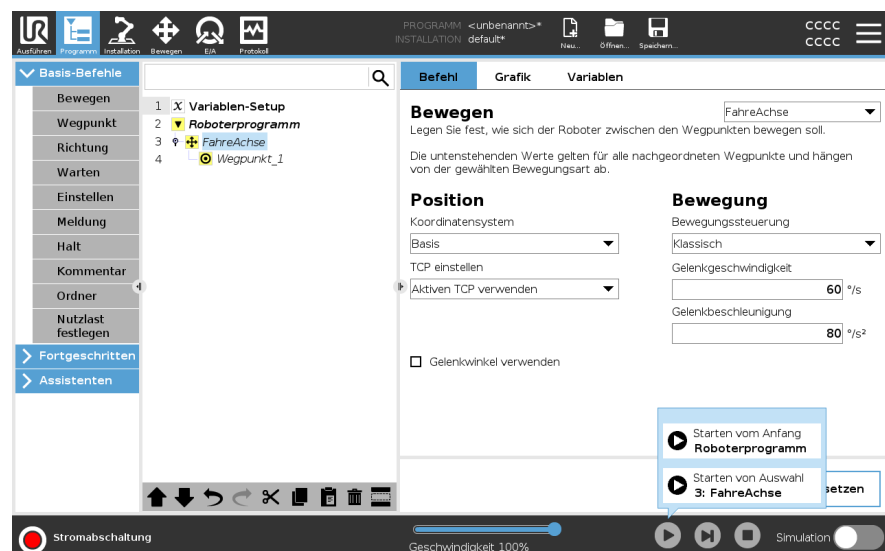 PROGRAMM <unbenannt>*
INSTALLATION default*
UR
Ausführen
Programm
Installation
Bewegen
E/A
Protokoll
Neu...
Öffnen...
Speichern...
CCCC
CCCC
Basis-Befehle
Bewegen
Wegpunkt
Richtung
Warten
Einstellen
Meldung
Halt
Kommentar
Ordner
Nutzlast
festlegen
Fortgeschritten
Assistenten
1 X Variablen-Setup
2 Roboterprogramm
3 FahreAchse
4 Wegpunkt_1
Befehl Grafik Variablen
Bewegen
FahreAchse
Legen Sie fest, wie sich der Roboter zwischen den Wegpunkten bewegen soll.
Die untenstehenden Werte gelten für alle nachgeordneten Wegpunkte und hängen
von der gewählten Bewegungsart ab.
Position
Koordinatensystem
Basis
TCP einstellen
Aktiven TCP verwenden
Gelenkwinkel verwenden
Bewegung
Bewegungssteuerung
Klassisch
Gelenkgeschwindigkeit
60 °/s
Gelenkbeschleunigung
80 °/s²
Starten vom Anfang
Roboterprogramm
Starten von Auswahl
3: FahreAchse
setzen
Stromabschaltung
Geschwindigkeit 100%
Simulation